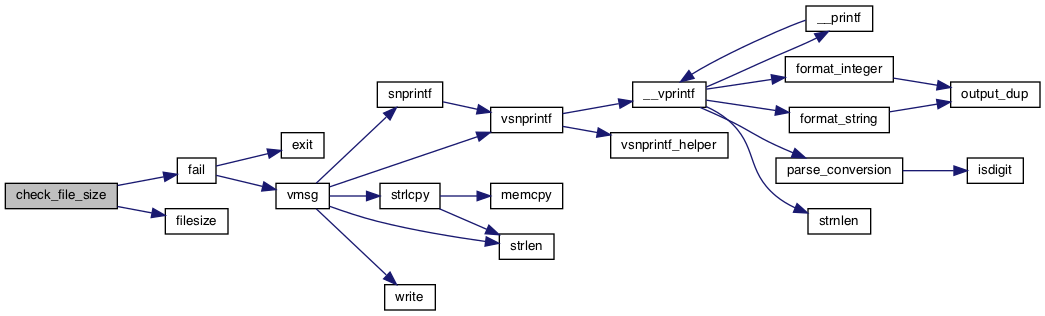 check_file_size
fail
filesize
exit
vmsg
snprintf
strlcpy
write
vsnprintf
memcpy
strlen
__vprintf
vsnprintf_helper
__printf
format_integer
format_string
parse_conversion
strnlen
output_dup
isdigit